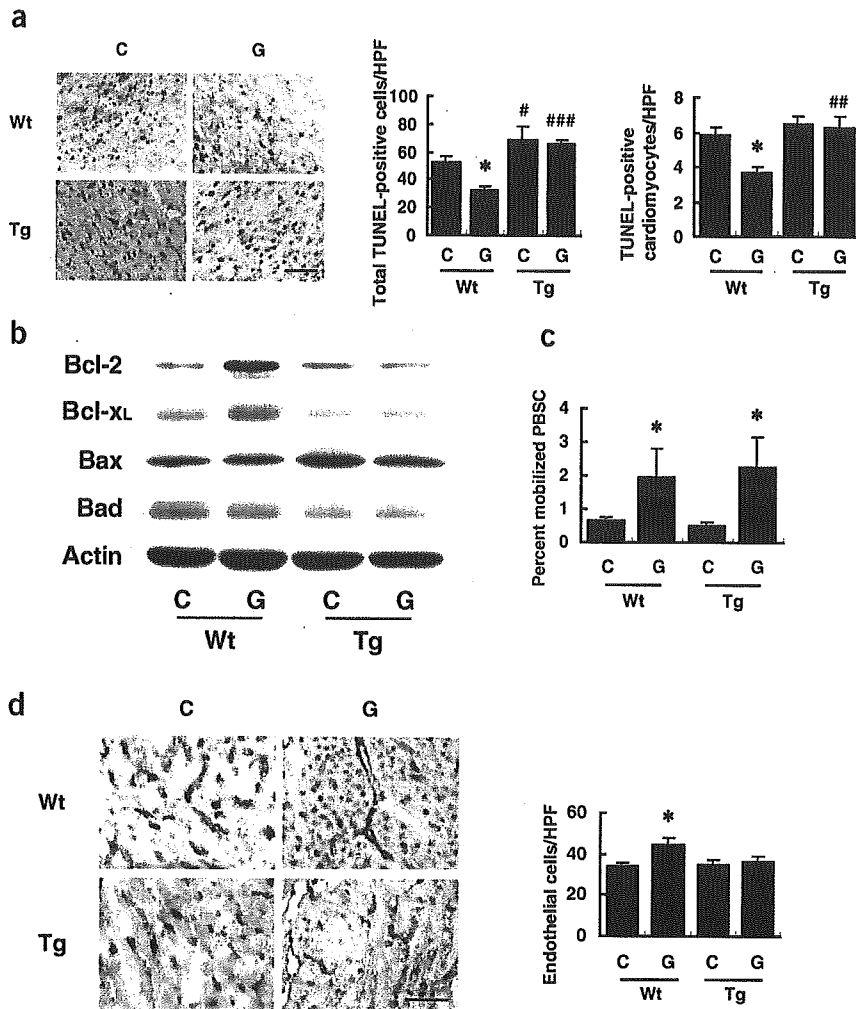 a
C G
Wt
Tg
Total TUNEL-positive cells/HPF
100
80
60
40
20
0
*
#
###
C G C G
Wt Tg
TUNEL-positive
cardiomyocytes/HPF
8
6
4
2
0
*
##
C G C G
Wt Tg
b
Bcl-2
Bcl-xL
Bax
Bad
Actin
C G C G
Wt Tg
c
Percent mobilized PBSC
4
3
2
1
0
*
*
C G C G
Wt Tg
d
C G
Wt
Tg
Endothelial cells/HPF
60
40
20
0
*
C G C G
Wt Tg